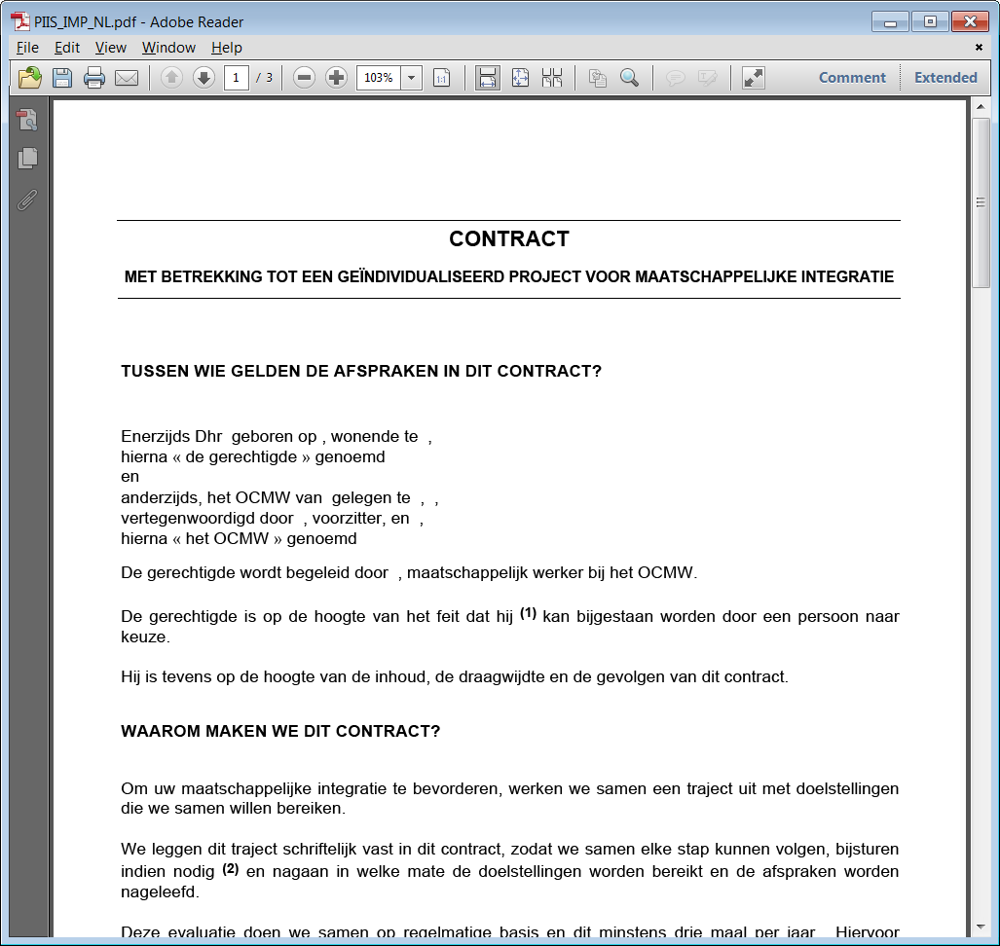 PIIS_IMP_NL.pdf - Adobe Reader
File Edit View Window Help
1 / 3 103% 1:1 Comment Extended
CONTRACT
MET BETREKKING TOT EEN GEÏNDIVIDUALISEERD PROJECT VOOR MAATSCHAPPELIJKE INTEGRATIE
TUSSEN WIE GELDEN DE AFSPRAKEN IN DIT CONTRACT?
Enerzijds Dhr  geboren op , wonende te  ,
hierna « de gerechtigde » genoemd
en
anderzijds, het OCMW van  gelegen te  ,  ,
vertegenwoordigd door  , voorzitter, en  ,
hierna « het OCMW » genoemd
De gerechtigde wordt begeleid door  , maatschappelijk werker bij het OCMW.
De gerechtigde is op de hoogte van het feit dat hij (1) kan bijgestaan worden door een persoon naar
keuze.
Hij is tevens op de hoogte van de inhoud, de draagwijdte en de gevolgen van dit contract.
WAAROM MAKEN WE DIT CONTRACT?
Om uw maatschappelijke integratie te bevorderen, werken we samen een traject uit met doelstellingen
die we samen willen bereiken.
We leggen dit traject schriftelijk vast in dit contract, zodat we samen elke stap kunnen volgen, bijsturen
indien nodig (2) en nagaan in welke mate de doelstellingen worden bereikt en de afspraken worden
nageleefd.
Deze evaluatie doen we samen op regelmatige basis en dit minstens drie maal per jaar.  Hiervoor